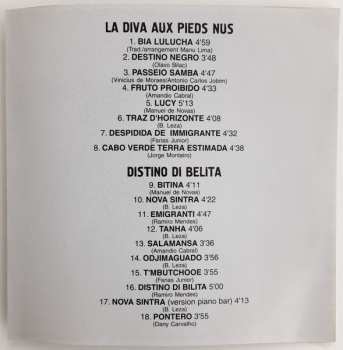 LA DIVA AUX PIEDS NUS
1. BIA LULUCHA 4'59
(Trad./arrangement Manu Lima)
2. DESTINO NEGRO 3'48
(Olavo Bilac)
3. PASSEIO SAMBA 4'47
(Vinicius de Moraes/Antonio Carlos Jobim)
4. FRUTO PROIBIDO 4'33
(Amandio Cabral)
5. LUCY 5'13
(Manuel de Novas)
6. TRAZ D'HORIZONTE 4'08
(B. Leza)
7. DESPIDIDA DE IMMIGRANTE 4'32
(Farias Junior)
8. CABO VERDE TERRA ESTIMADA 4'38
(Jorge Monteiro)
DISTINO DI BELITA
9. BITINA 4'11
(Manuel de Novas)
10. NOVA SINTRA 4'22
(B. Leza)
11. EMIGRANTI 4'47
(Ramiro Mendes)
12. TANHA 4'06
(B. Leza)
13. SALAMANSA 3'36
(Amandio Cabral)
14. ODJIMAGUADO 3'56
(B. Leza)
15. T'MBUTCHOOE 3'55
(Farias Junior)
16. DISTINO DI BILITA 5'00
(Ramiro Mendes)
17. NOVA SINTRA (version piano bar) 4'13
(B. Leza)
18. PONTERO 3'55
(Dany Carvalho)